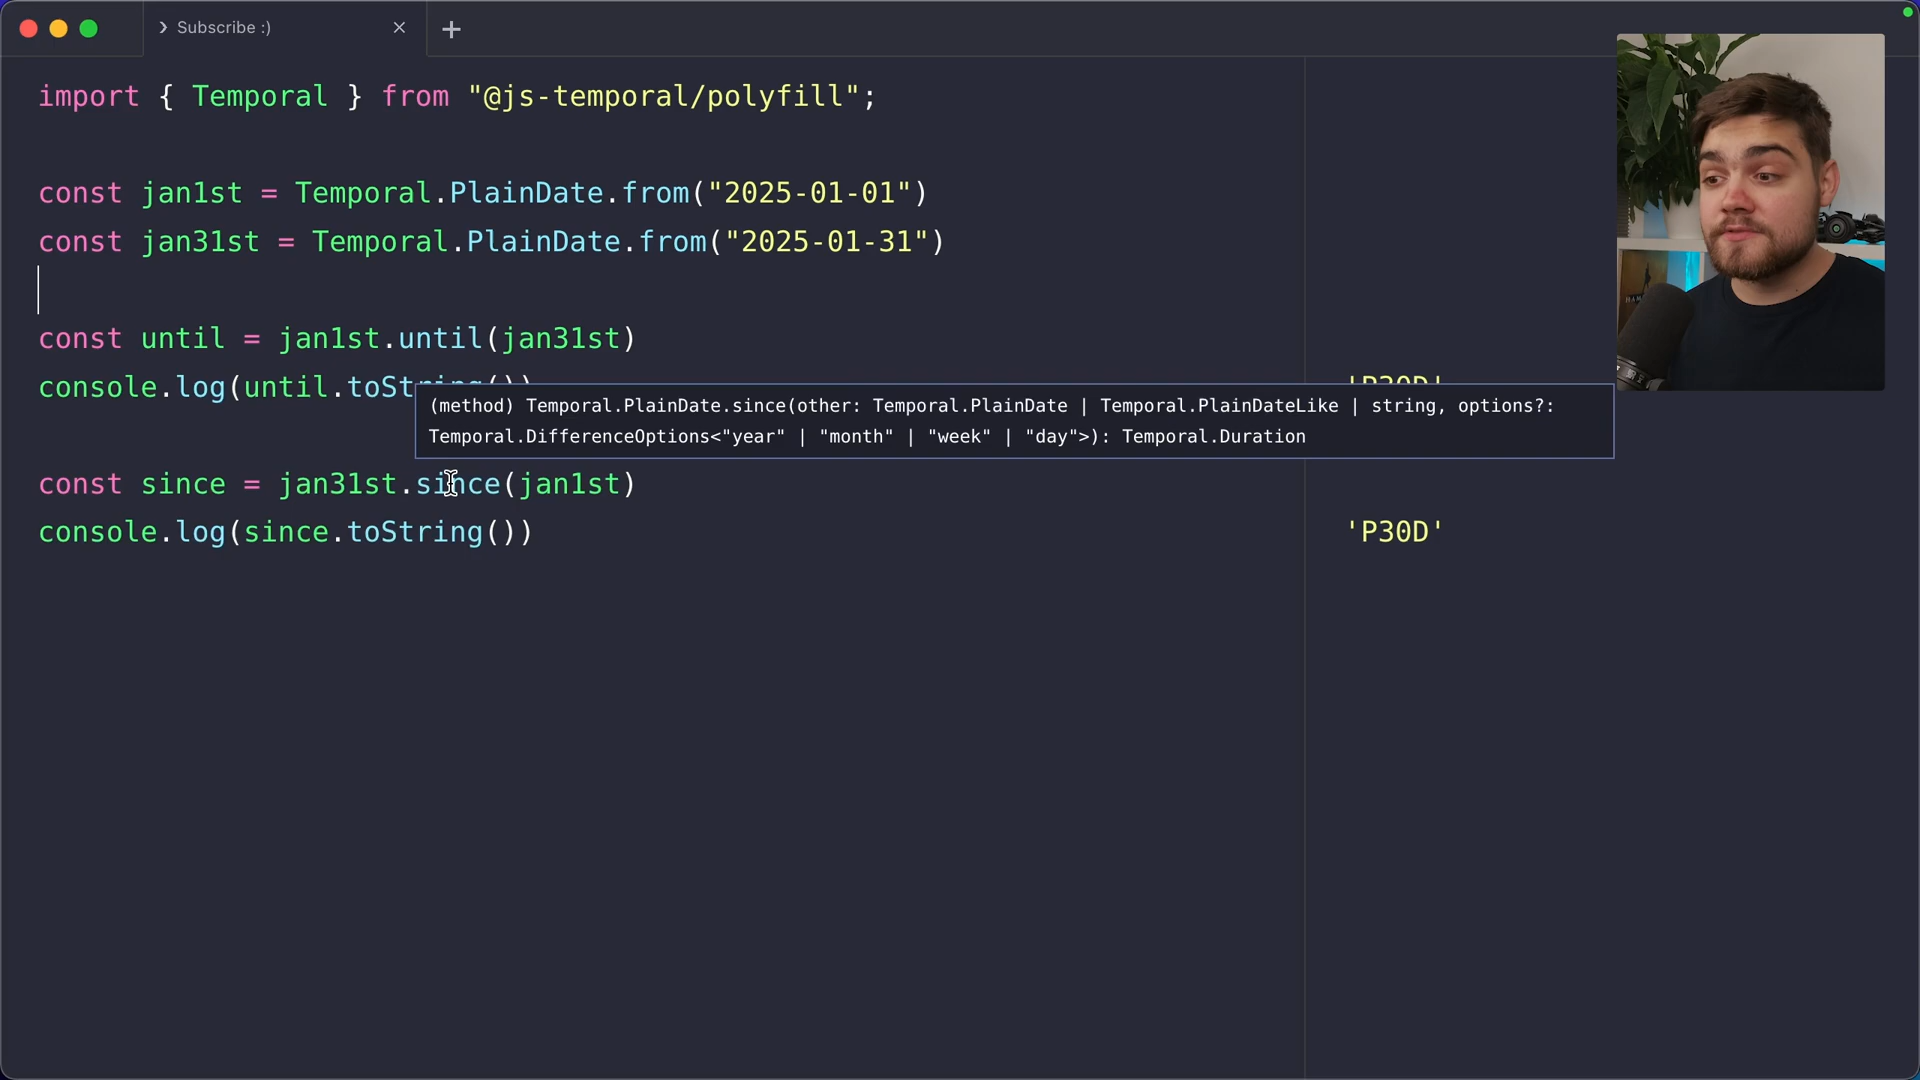 Subscribe :)
import { Temporal } from "@js-temporal/polyfill";
const jan1st = Temporal.PlainDate.from("2025-01-01")
const jan31st = Temporal.PlainDate.from("2025-01-31")
const until = jan1st.until(jan31st)
console.log(until.toString())
'P30D'
(method) Temporal.PlainDate.since(other: Temporal.PlainDate | Temporal.PlainDateLike | string, options?:
Temporal.DifferenceOptions<"year" | "month" | "week" | "day">): Temporal.Duration
const since = jan31st.since(jan1st)
console.log(since.toString())
'P30D'